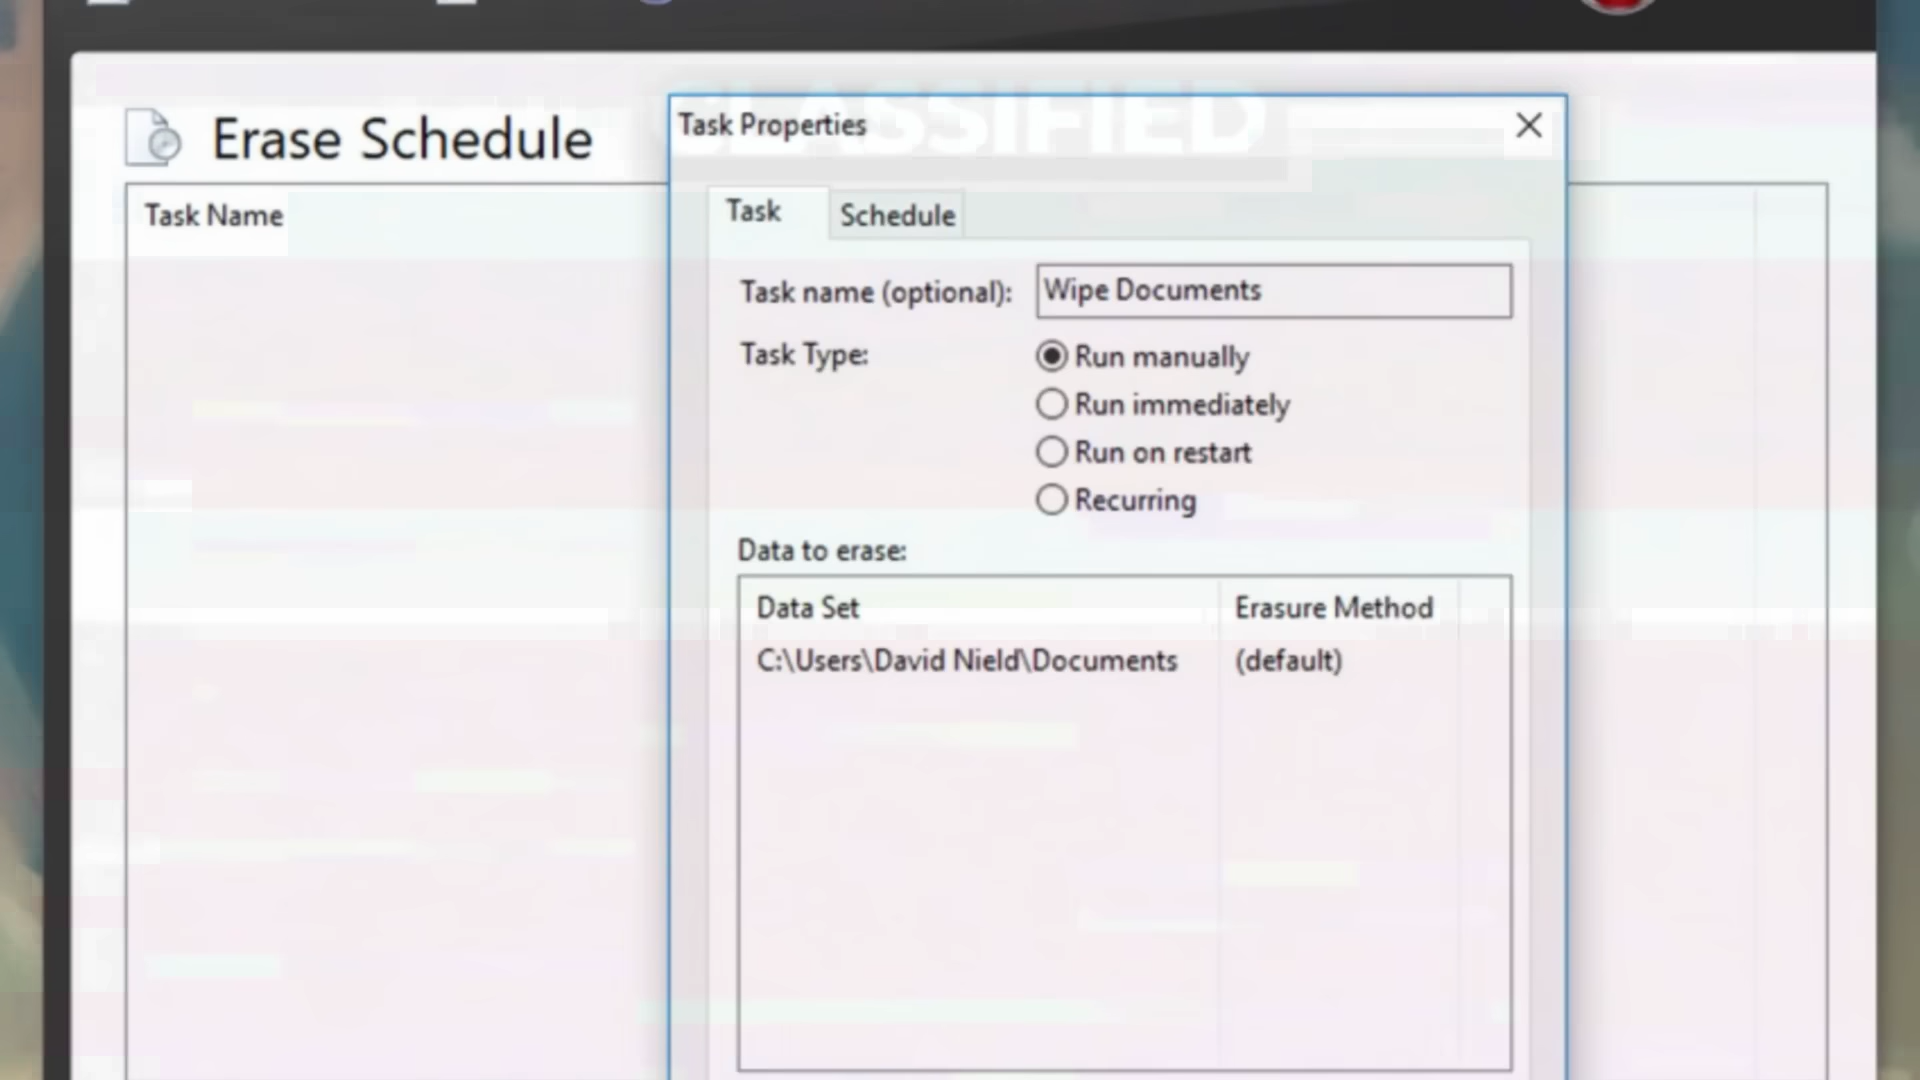 CLASSIFIED
Erase Schedule
Task Properties
Task Name
Task
Schedule
Task name (optional):
Wipe Documents
Task Type:
Run manually
Run immediately
Run on restart
Recurring
Data to erase:
Data Set
Erasure Method
C:\Users\David Nield\Documents
(default)